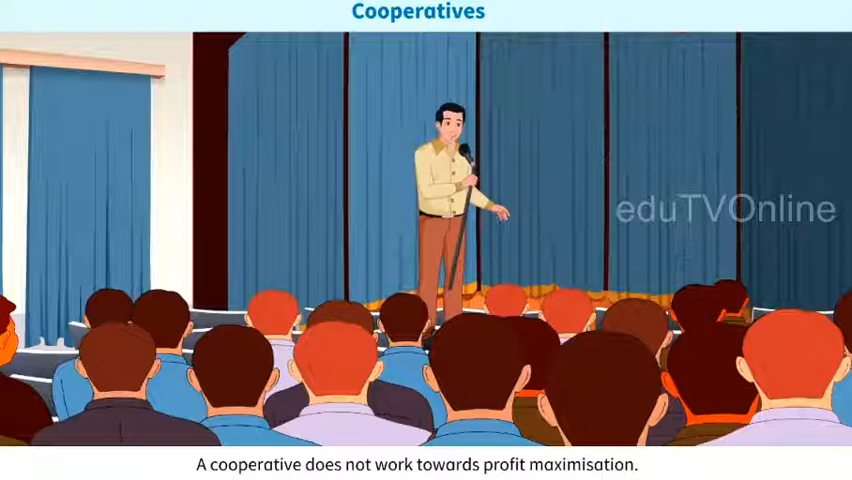 Cooperatives
eduTVOnline
A cooperative does not work towards profit maximisation.